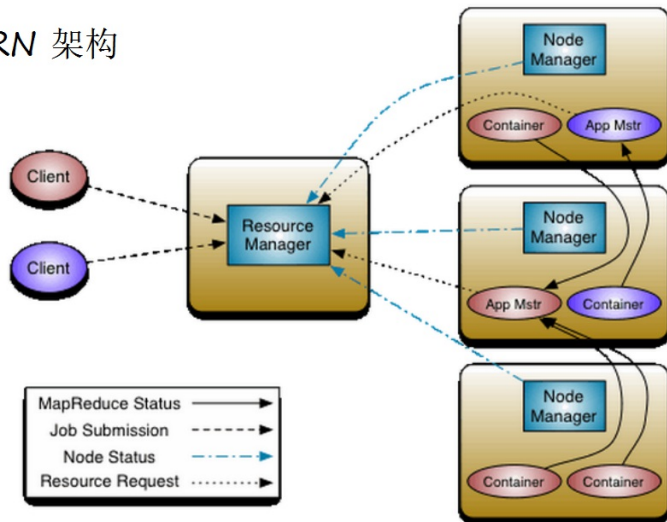 RN 架构
Client
Client
Resource
Manager
Node
Manager
Container
App Mstr
Node
Manager
App Mstr
Container
Node
Manager
Container
Container
MapReduce Status
Job Submission
Node Status
Resource Request